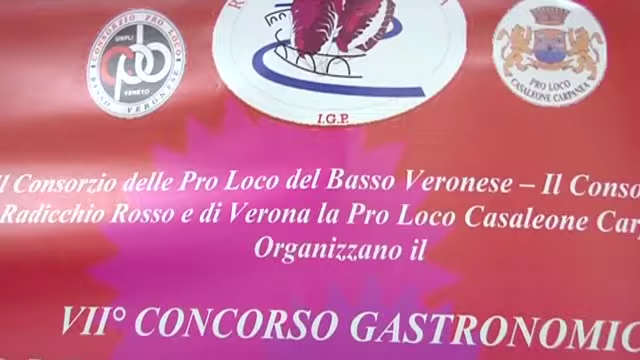 CONSORZIO PRO LOCO
UNPLI
VENETO
BASSO VERONESE
I.G.P.
PRO LOCO
CASALEONE CARPANEA
Il Consorzio delle Pro Loco del Basso Veronese – Il Conso
Radicchio Rosso e di Verona la Pro Loco Casaleone Car
Organizzano il
VII° CONCORSO GASTRONOMIC